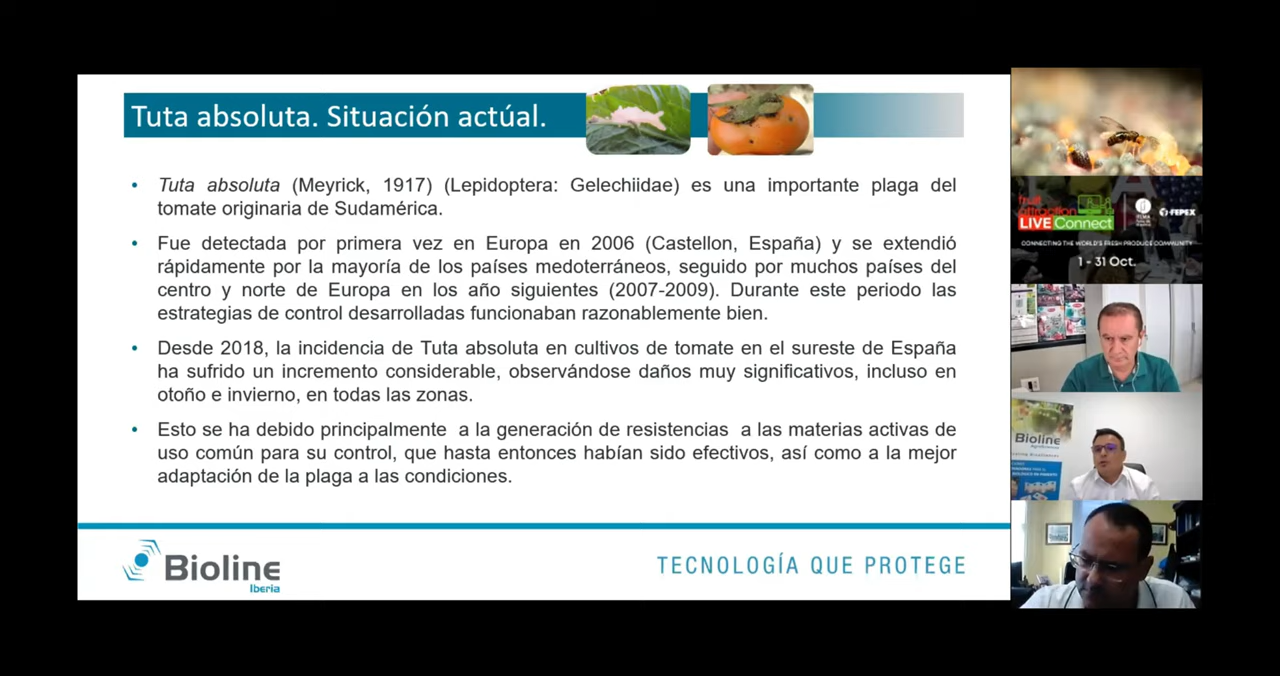 Tuta absoluta. Situación actúal.
• Tuta absoluta (Meyrick, 1917) (Lepidoptera: Gelechiidae) es una importante plaga del
tomate originaria de Sudamérica.
• Fue detectada por primera vez en Europa en 2006 (Castellon, España) y se extendió
rápidamente por la mayoría de los países medoterráneos, seguido por muchos países del
centro y norte de Europa en los año siguientes (2007-2009). Durante este periodo las
estrategias de control desarrolladas funcionaban razonablemente bien.
• Desde 2018, la incidencia de Tuta absoluta en cultivos de tomate en el sureste de España
ha sufrido un incremento considerable, observándose daños muy significativos, incluso en
otoño e invierno, en todas las zonas.
• Esto se ha debido principalmente a la generación de resistencias a las materias activas de
uso común para su control, que hasta entonces habían sido efectivos, así como a la mejor
adaptación de la plaga a las condiciones.
Bioline
Iberia
TECNOLOGÍA QUE PROTEGE
fruit
attraction
LIVE Connect
FEPEX
CONNECTING THE WORLD'S FRESH PRODUCE COMMUNITY
1 - 31 Oct.
Bioline